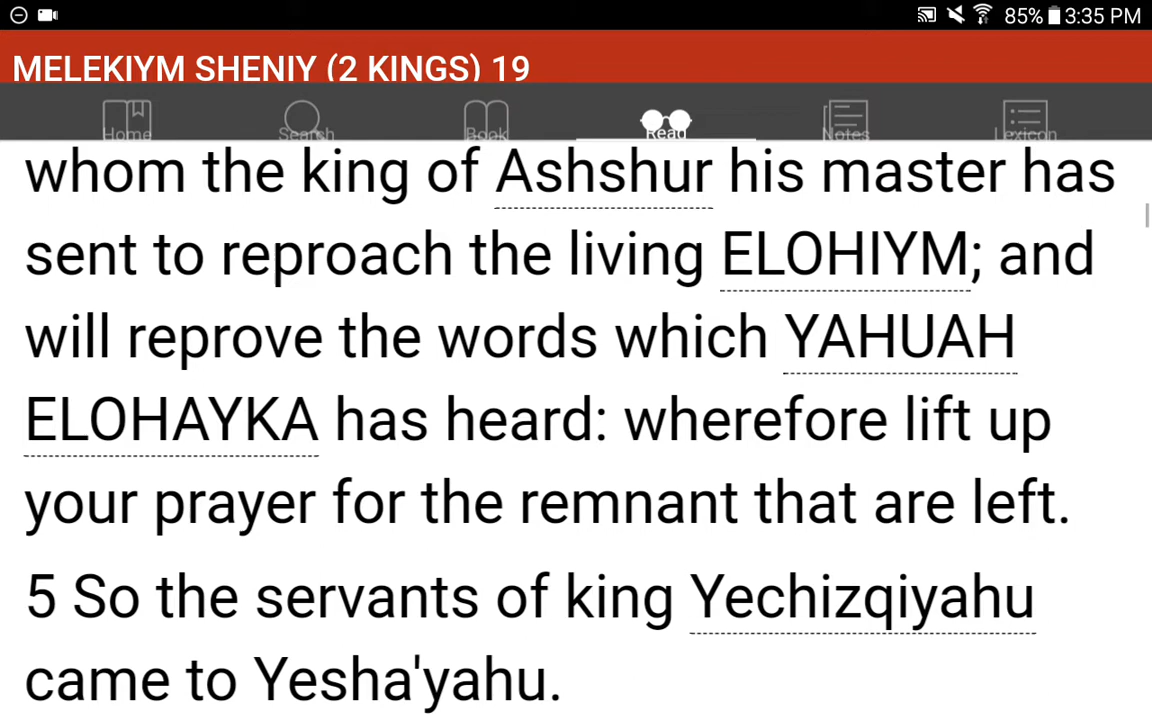 85% 3:35 PM
MELEKIYM SHENIY (2 KINGS) 19
Home Search Book Read Notes Lexicon
whom the king of Ashshur his master has
sent to reproach the living ELOHIYM; and
will reprove the words which YAHUAH
ELOHAYKA has heard: wherefore lift up
your prayer for the remnant that are left.
5 So the servants of king Yechizqiyahu
came to Yesha'yahu.